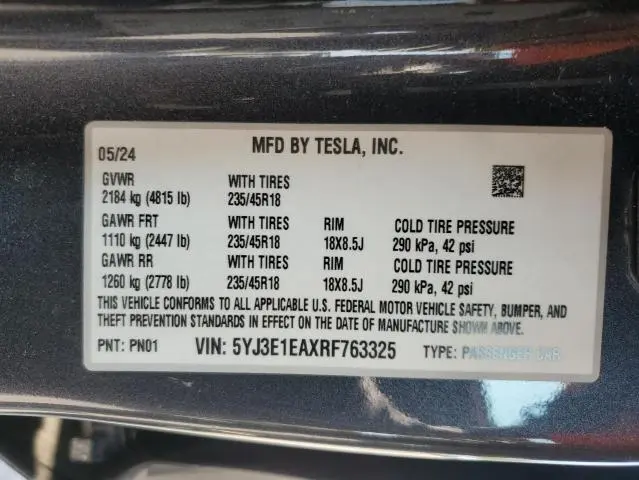 MFD BY TESLA, INC.
05/24
GVWR WITH TIRES
2184 kg (4815 lb) 235/45R18
GAWR FRT WITH TIRES RIM COLD TIRE PRESSURE
1110 kg (2447 lb) 235/45R18 18X8.5J 290 kPa, 42 psi
GAWR RR WITH TIRES RIM COLD TIRE PRESSURE
1260 kg (2778 lb) 235/45R18 18X8.5J 290 kPa, 42 psi
THIS VEHICLE CONFORMS TO ALL APPLICABLE U.S. FEDERAL MOTOR VEHICLE SAFETY, BUMPER, AND
THEFT PREVENTION STANDARDS IN EFFECT ON THE DATE OF MANUFACTURE SHOWN ABOVE.
PNT: PN01 VIN: 5YJ3E1EAXRF763325 TYPE: PASSENGER CAR